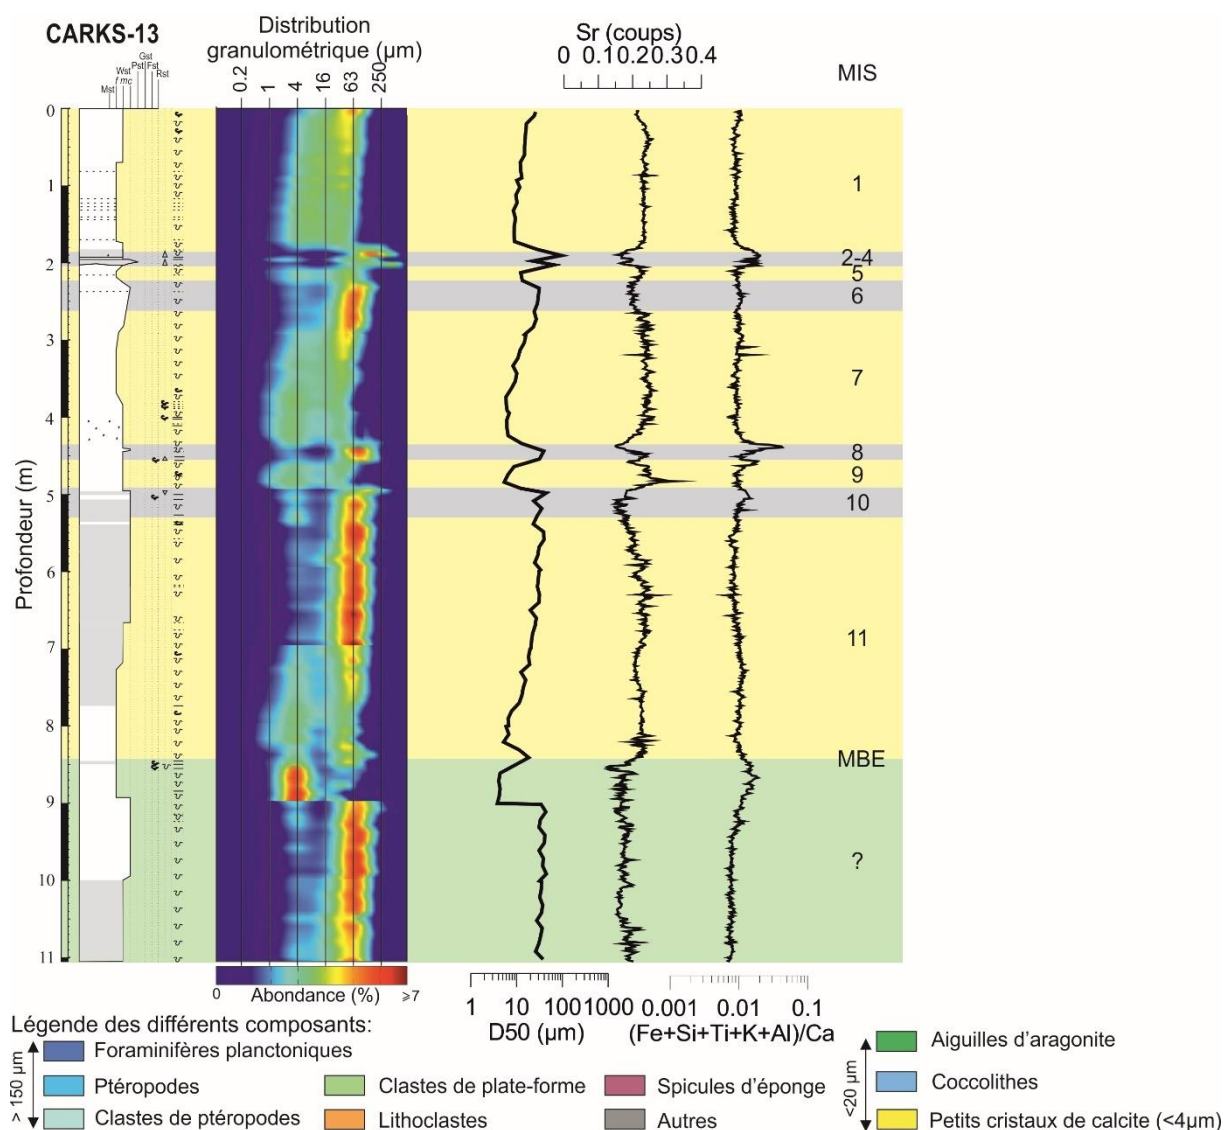 CARKS-13
Distribution
granulométrique (µm)
Sr (coups)
0 0.1 0.2 0.3 0.4
MIS
Gst
Wst Fst
f mc Pst Rst
Mst
0.2 1 4 16 63 250
0
1
2
3
4
5
6
7
8
9
10
11
Profondeur (m)
1
2-4
5
6
7
8
9
10
11
MBE
?
0 Abondance (%) ⩾7
1 10 100 1000
D50 (µm)
0.001 0.01 0.1
(Fe+Si+Ti+K+Al)/Ca
Légende des différents composants:
> 150 µm
Foraminifères planctoniques
Ptéropodes
Clastes de ptéropodes
Clastes de plate-forme
Lithoclastes
Spicules d'éponge
Autres
<20 µm
Aiguilles d'aragonite
Coccolithes
Petits cristaux de calcite (<4µm)